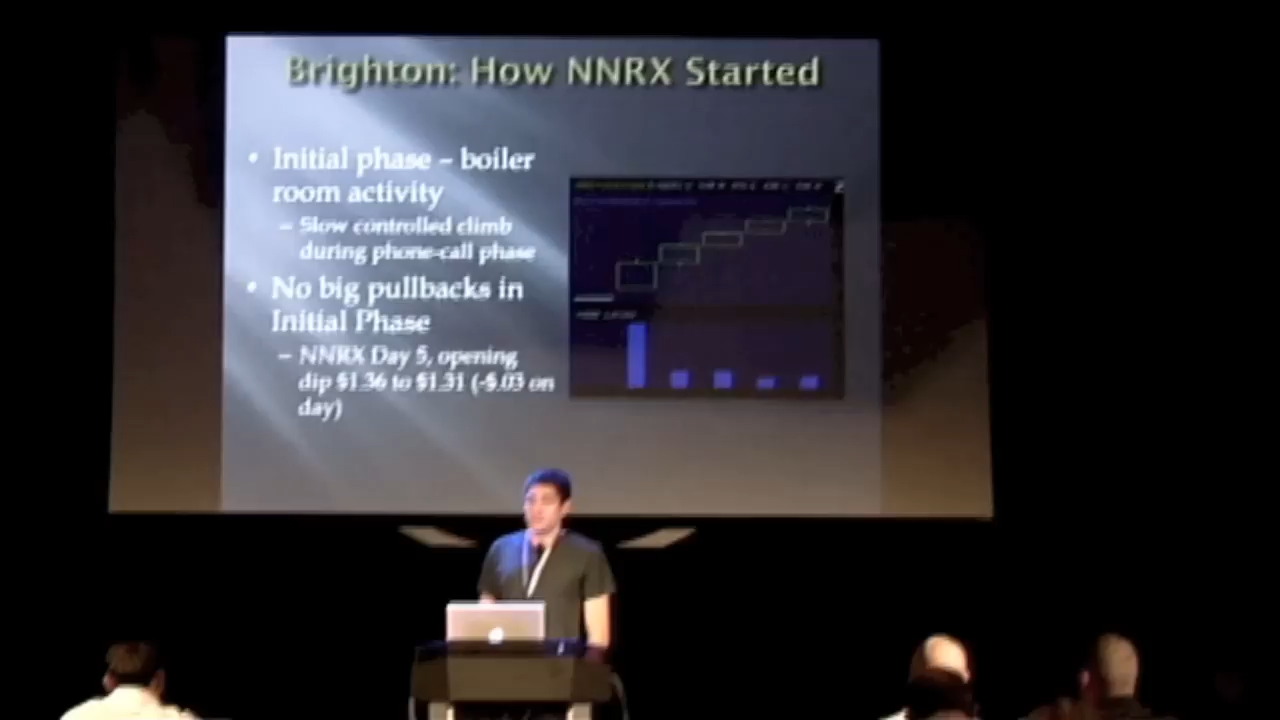 Brighton: How NNRX Started
• Initial phase – boiler
room activity
– Slow controlled climb
during phone-call phase
• No big pullbacks in
Initial Phase
– NNRX Day 5, opening
dip $1.36 to $1.31 (-$.03 on
day)